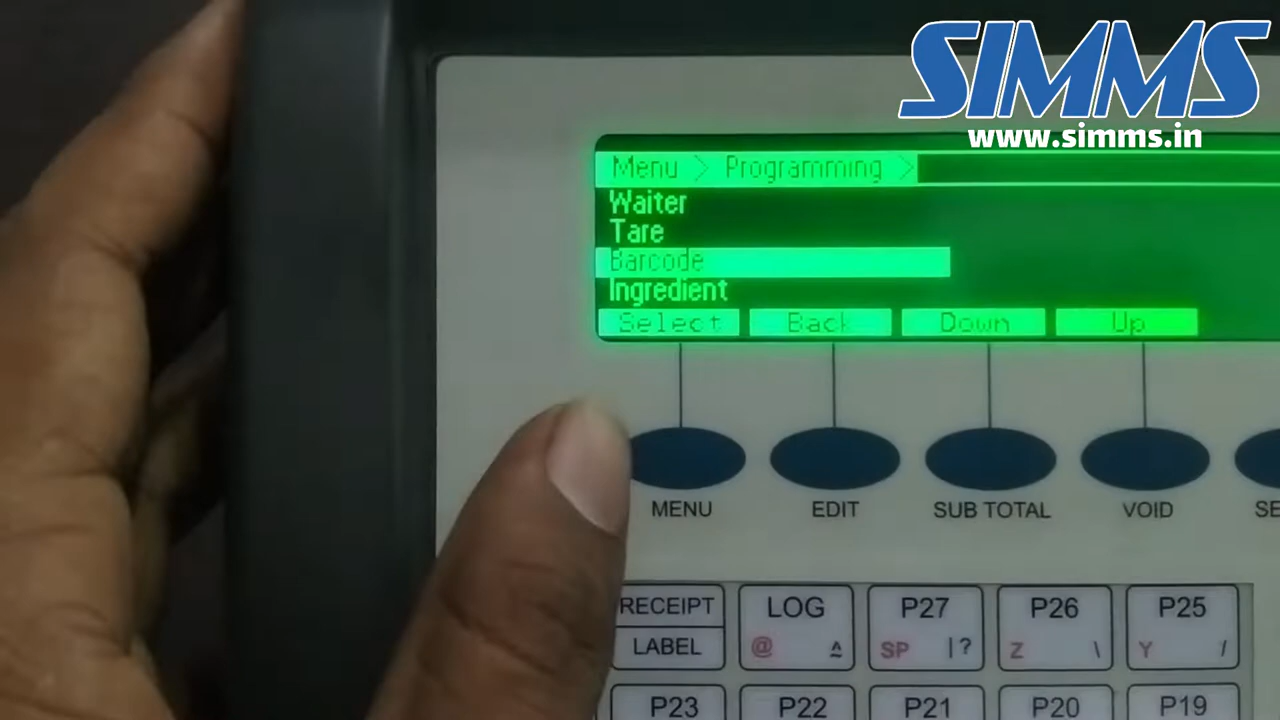 SIMMS
www.simms.in
Menu > Programming >
Waiter
Tare
Barcode
Ingredient
Select Back Down Up
MENU EDIT SUB TOTAL VOID SE
RECEIPT LOG P27 P26 P25
LABEL @ ^ SP |? Z \ Y /
P23 P22 P21 P20 P19